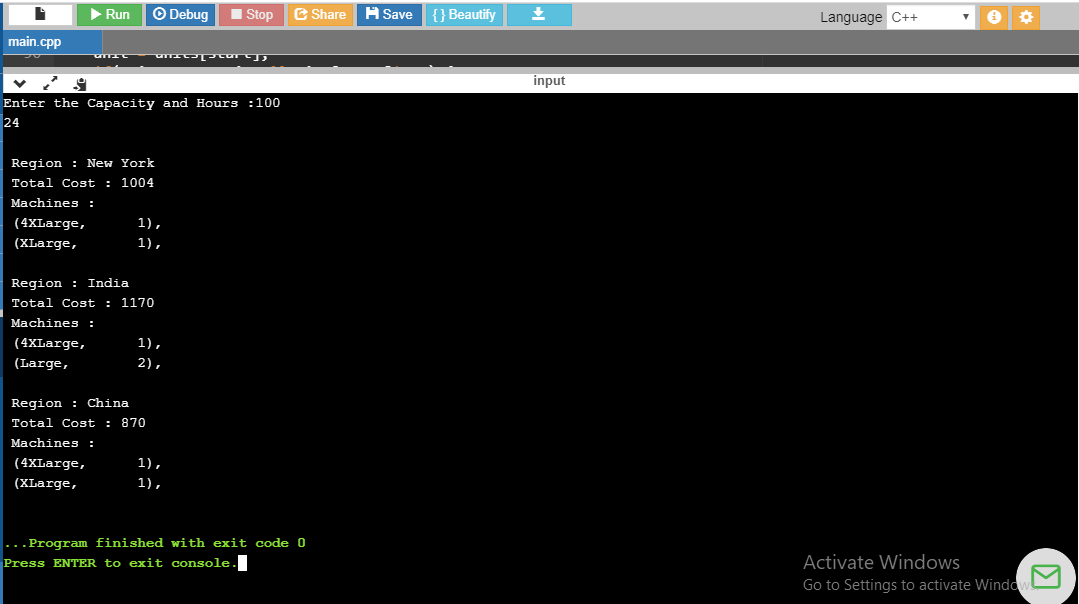 Run Debug Stop Share Save { } Beautify Language C++
main.cpp
input
Enter the Capacity and Hours :100
24
Region : New York
Total Cost : 1004
Machines :
(4XLarge, 1),
(XLarge, 1),
Region : India
Total Cost : 1170
Machines :
(4XLarge, 1),
(Large, 2),
Region : China
Total Cost : 870
Machines :
(4XLarge, 1),
(XLarge, 1),
...Program finished with exit code 0
Press ENTER to exit console.
Activate Windows
Go to Settings to activate Windows